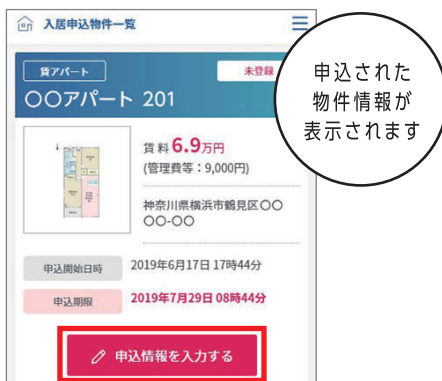 入居申込物件一覧
賃アパート
未登録
〇〇アパート 201
賃料6.9万円
(管理費等：9,000円)
神奈川県横浜市鶴見区〇〇
〇〇-〇〇
申込開始日時 2019年6月17日 17時44分
申込期限 2019年7月29日 08時44分
申込情報を入力する
申込された
物件情報が
表示されます